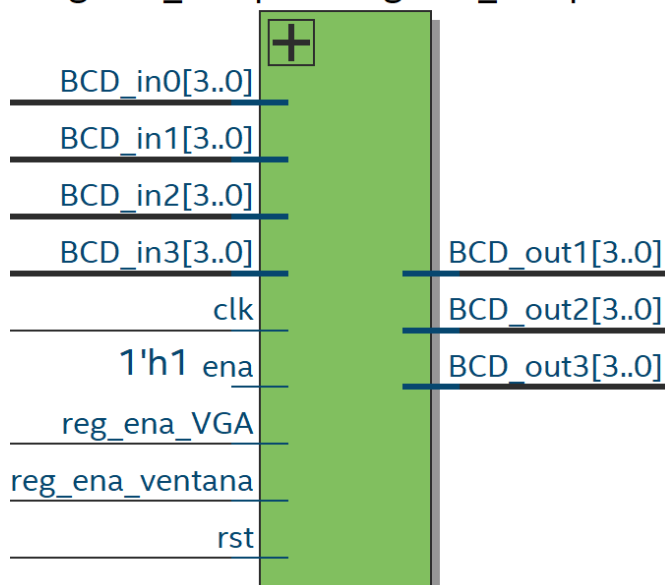 BCD_in0[3..0]
BCD_in1[3..0]
BCD_in2[3..0]
BCD_in3[3..0]
clk
1'h1 ena
reg_ena_VGA
reg_ena_ventana
rst
BCD_out1[3..0]
BCD_out2[3..0]
BCD_out3[3..0]